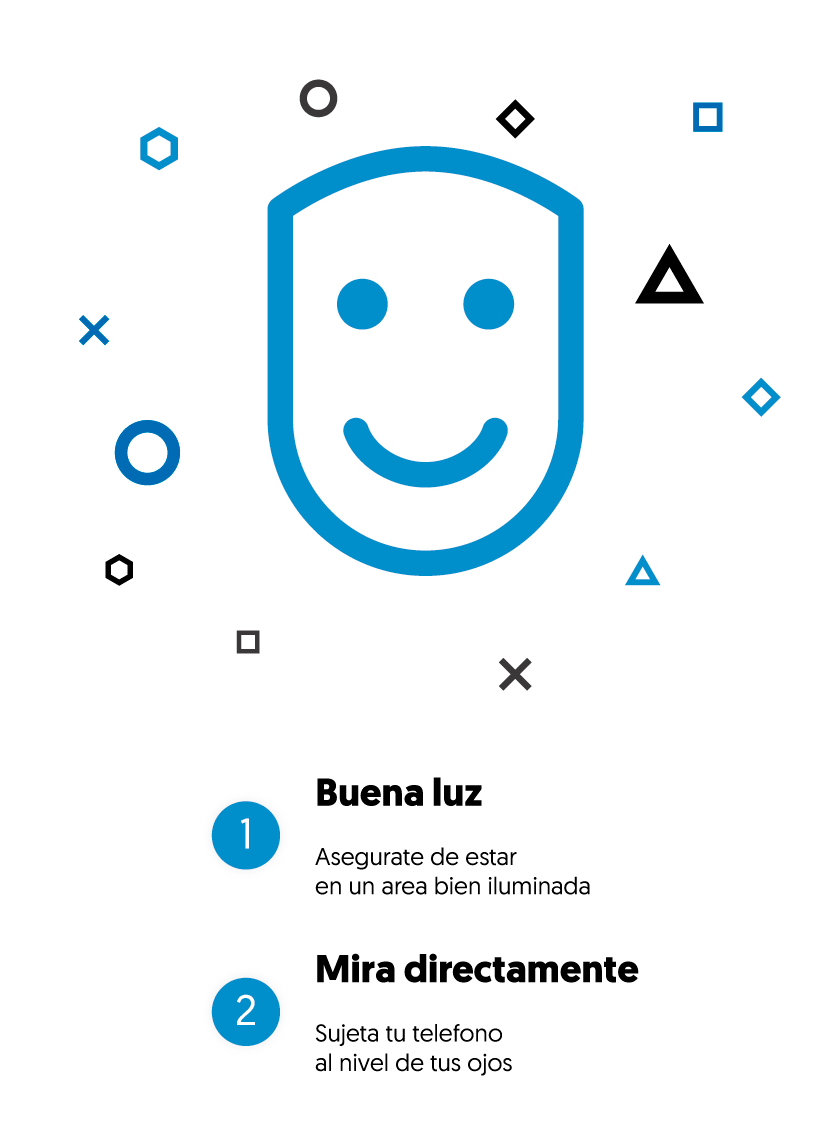 Buena luz
1
Asegurate de estar
en un area bien iluminada
Mira directamente
2
Sujeta tu telefono
al nivel de tus ojos